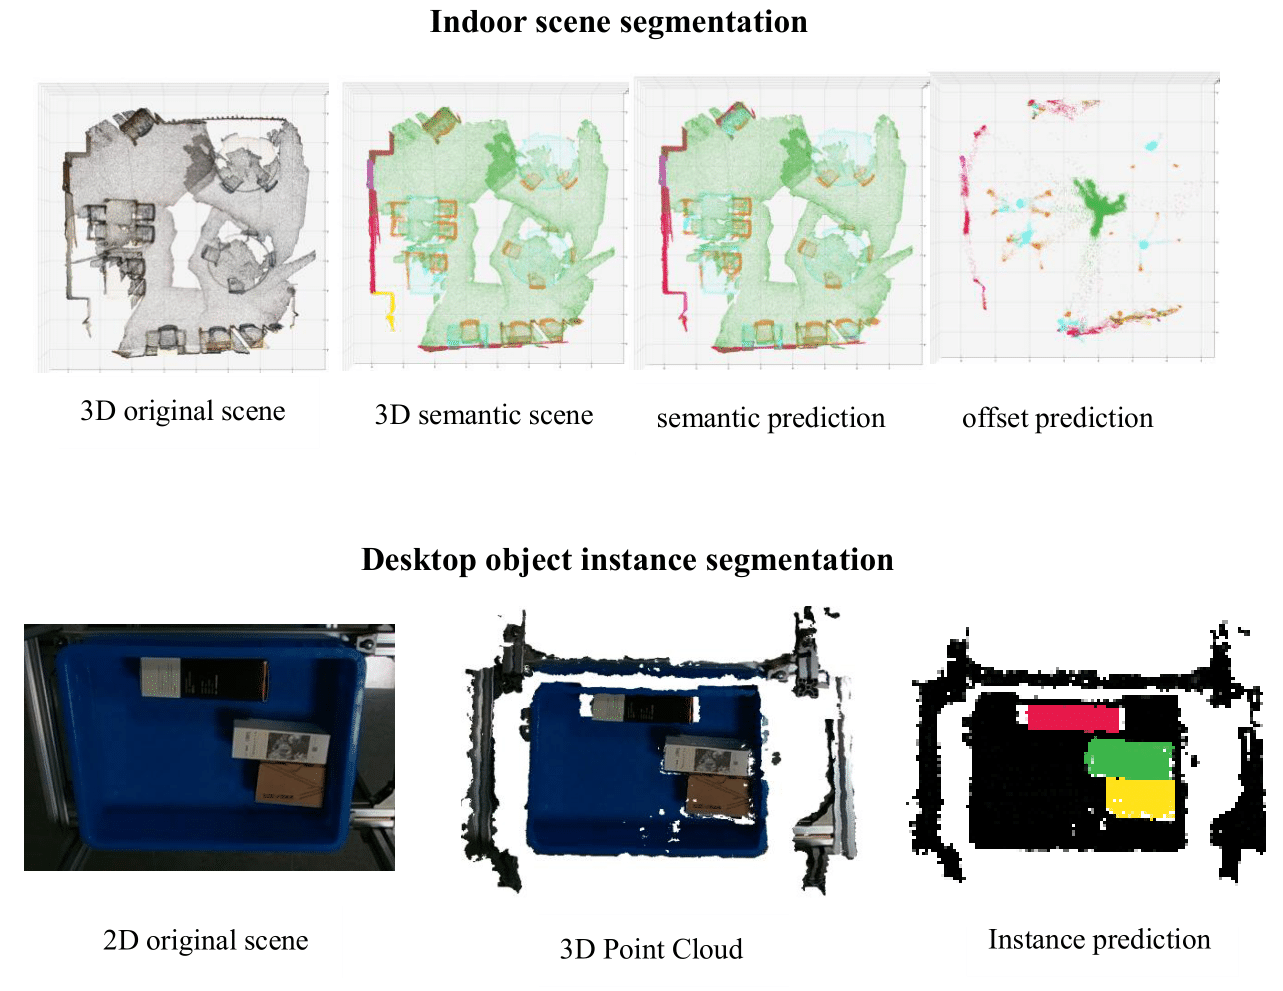 Indoor scene segmentation
3D original scene
3D semantic scene
semantic prediction
offset prediction
Desktop object instance segmentation
2D original scene
3D Point Cloud
Instance prediction